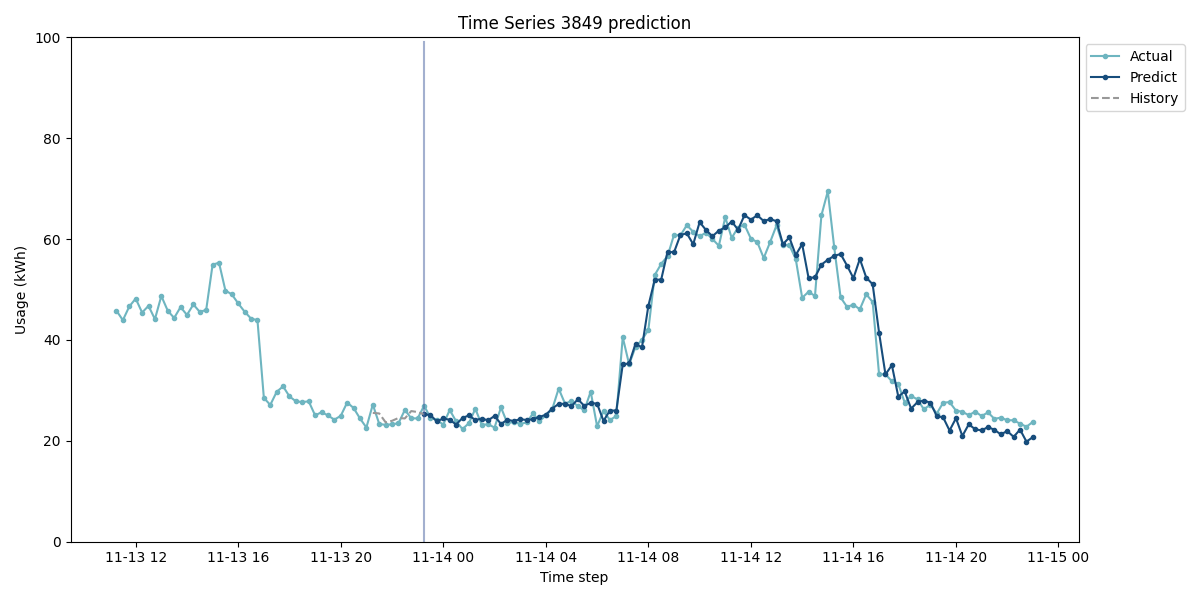 Time Series 3849 prediction
100
80
60
40
20
0
Usage (kWh)
11-13 12
11-13 16
11-13 20
11-14 00
11-14 04
11-14 08
11-14 12
11-14 16
11-14 20
11-15 00
Time step
Actual
Predict
History